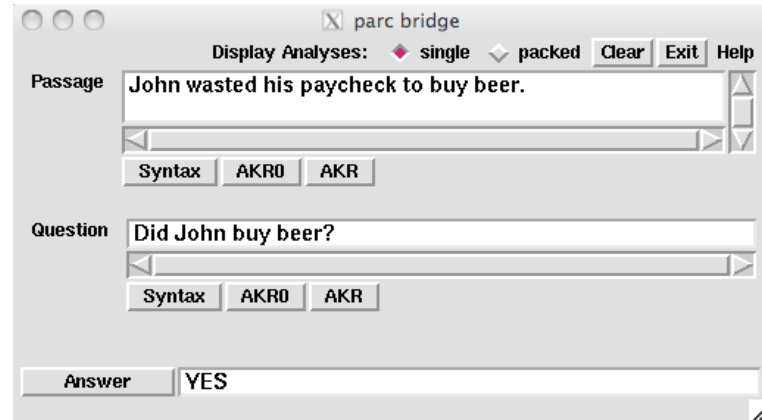 parc bridge
Display Analyses: single packed Clear Exit Help
Passage John wasted his paycheck to buy beer.
Syntax AKR0 AKR
Question Did John buy beer?
Syntax AKR0 AKR
Answer YES